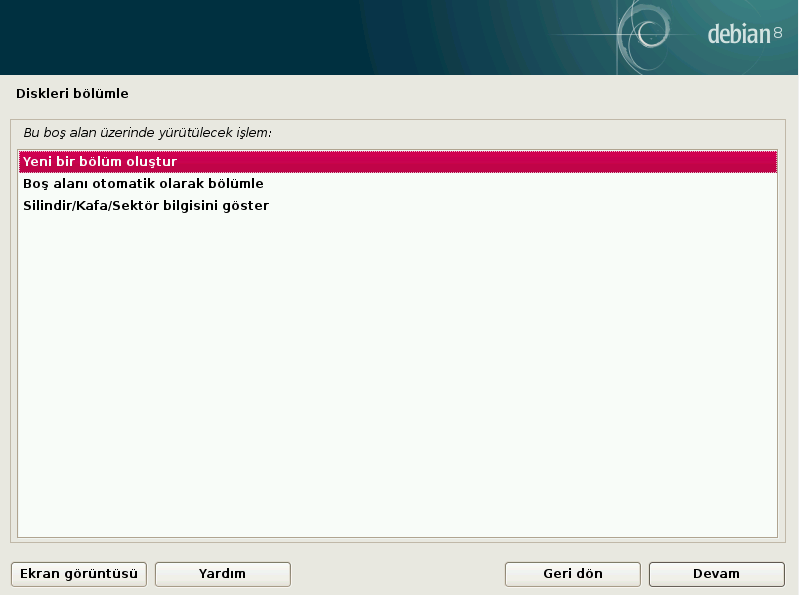 debian 8
Diskleri bölümle
Bu boş alan üzerinde yürütülecek işlem:
Yeni bir bölüm oluştur
Boş alanı otomatik olarak bölümle
Silindir/Kafa/Sektör bilgisini göster
Ekran görüntüsü Yardım Geri dön Devam